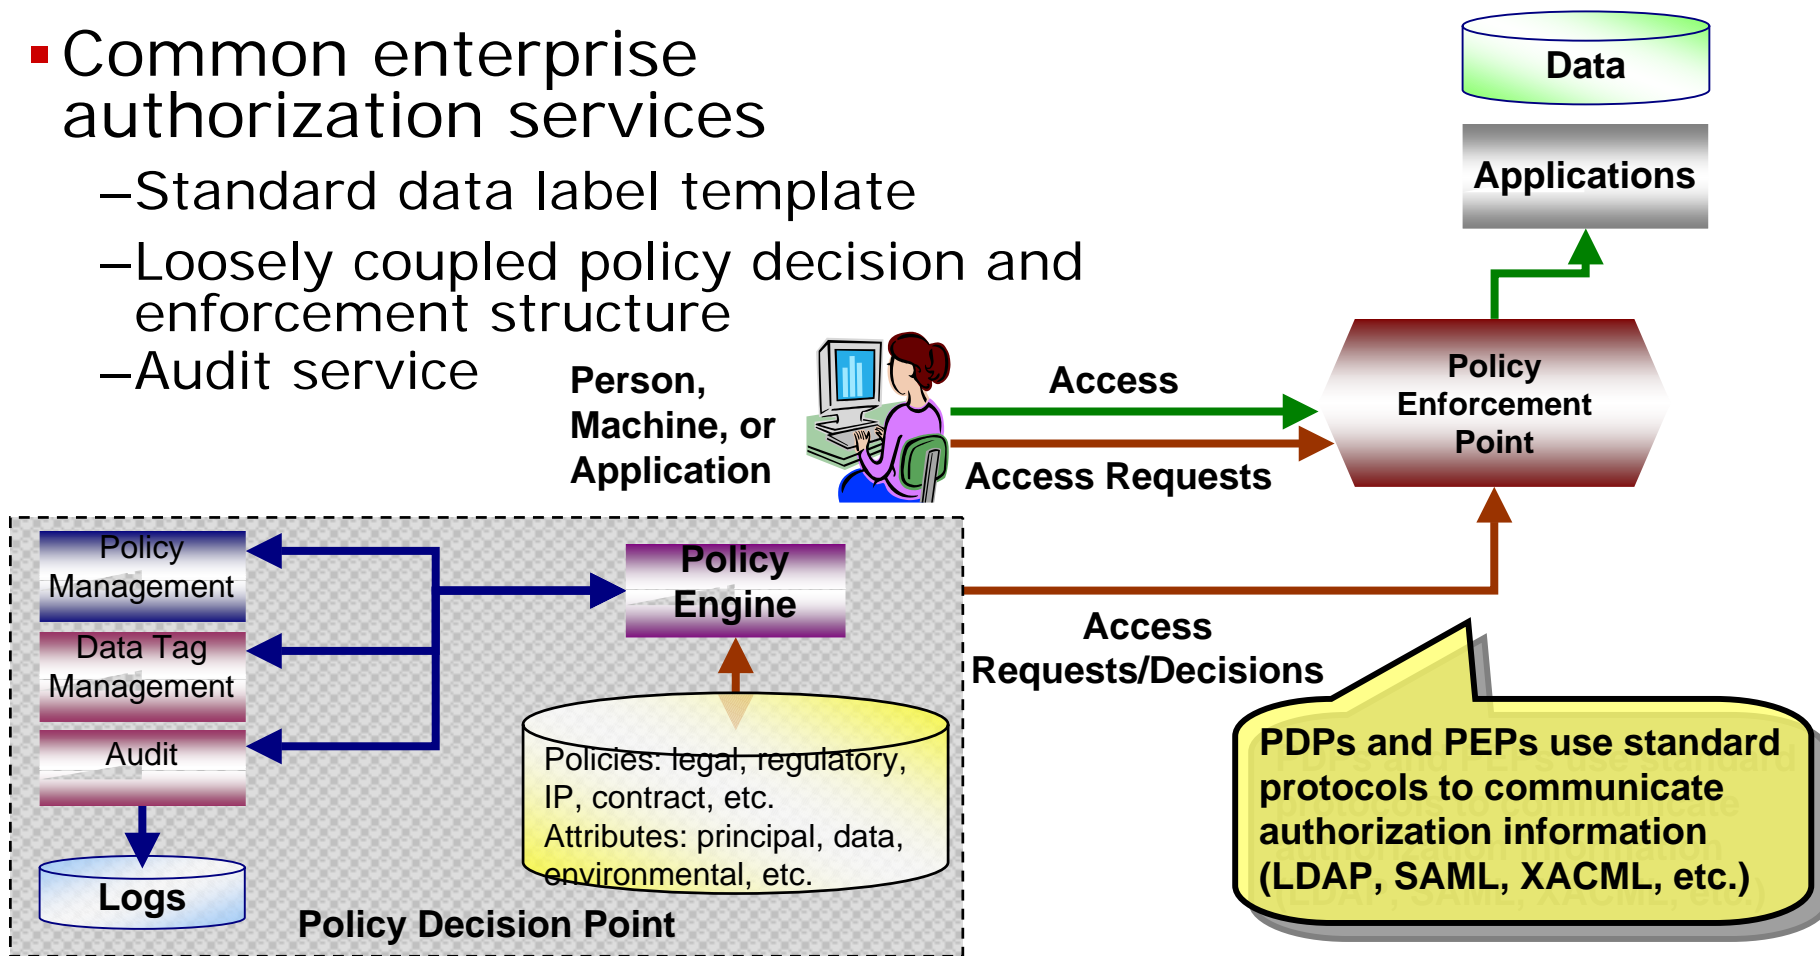 Common enterprise
authorization services
–Standard data label template
–Loosely coupled policy decision and
enforcement structure
–Audit service
Data
Applications
Person,
Machine, or
Application
Access
Access Requests
Policy
Enforcement
Point
Policy
Management
Data Tag
Management
Audit
Logs
Policy
Engine
Policies: legal, regulatory,
IP, contract, etc.
Attributes: principal, data,
environmental, etc.
Policy Decision Point
Access
Requests/Decisions
PDPs and PEPs use standard
protocols to communicate
authorization information
(LDAP, SAML, XACML, etc.)